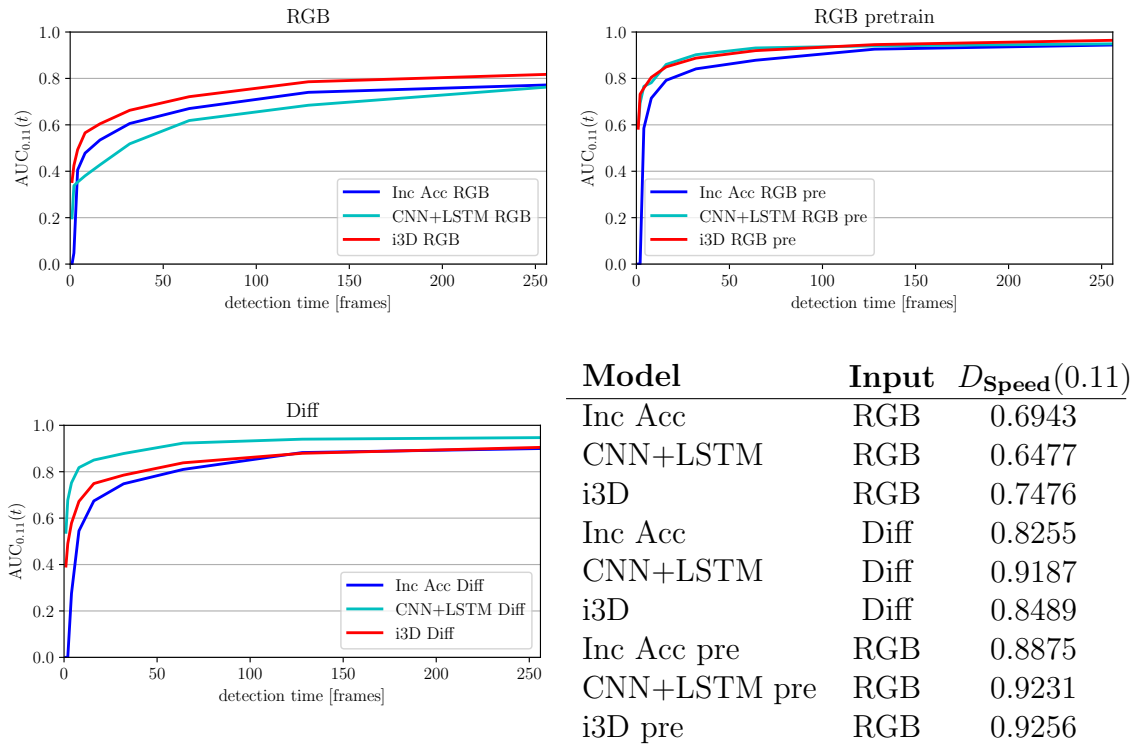 RGB
1.0
0.8
0.6
0.4
0.2
0.0
AUC0.11(t)
Inc Acc RGB
CNN+LSTM RGB
i3D RGB
0 50 100 150 200 250
detection time [frames]
RGB pretrain
1.0
0.8
0.6
0.4
0.2
0.0
AUC0.11(t)
Inc Acc RGB pre
CNN+LSTM RGB pre
i3D RGB pre
0 50 100 150 200 250
detection time [frames]
Diff
1.0
0.8
0.6
0.4
0.2
0.0
AUC0.11(t)
Inc Acc Diff
CNN+LSTM Diff
i3D Diff
0 50 100 150 200 250
detection time [frames]
Model Input DSpeed(0.11)
Inc Acc RGB 0.6943
CNN+LSTM RGB 0.6477
i3D RGB 0.7476
Inc Acc Diff 0.8255
CNN+LSTM Diff 0.9187
i3D Diff 0.8489
Inc Acc pre RGB 0.8875
CNN+LSTM pre RGB 0.9231
i3D pre RGB 0.9256